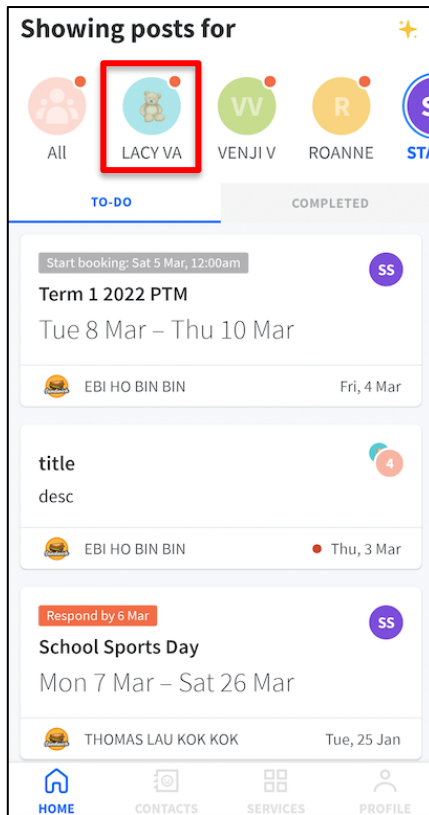 Showing posts for
All
LACY VA
VENJI V
ROANNE
STA
VV
R
S
TO-DO
COMPLETED
Start booking: Sat 5 Mar, 12:00am
SS
Term 1 2022 PTM
Tue 8 Mar – Thu 10 Mar
EBI HO BIN BIN
Fri, 4 Mar
title
4
desc
EBI HO BIN BIN
Thu, 3 Mar
Respond by 6 Mar
SS
School Sports Day
Mon 7 Mar – Sat 26 Mar
THOMAS LAU KOK KOK
Tue, 25 Jan
HOME
CONTACTS
SERVICES
PROFILE